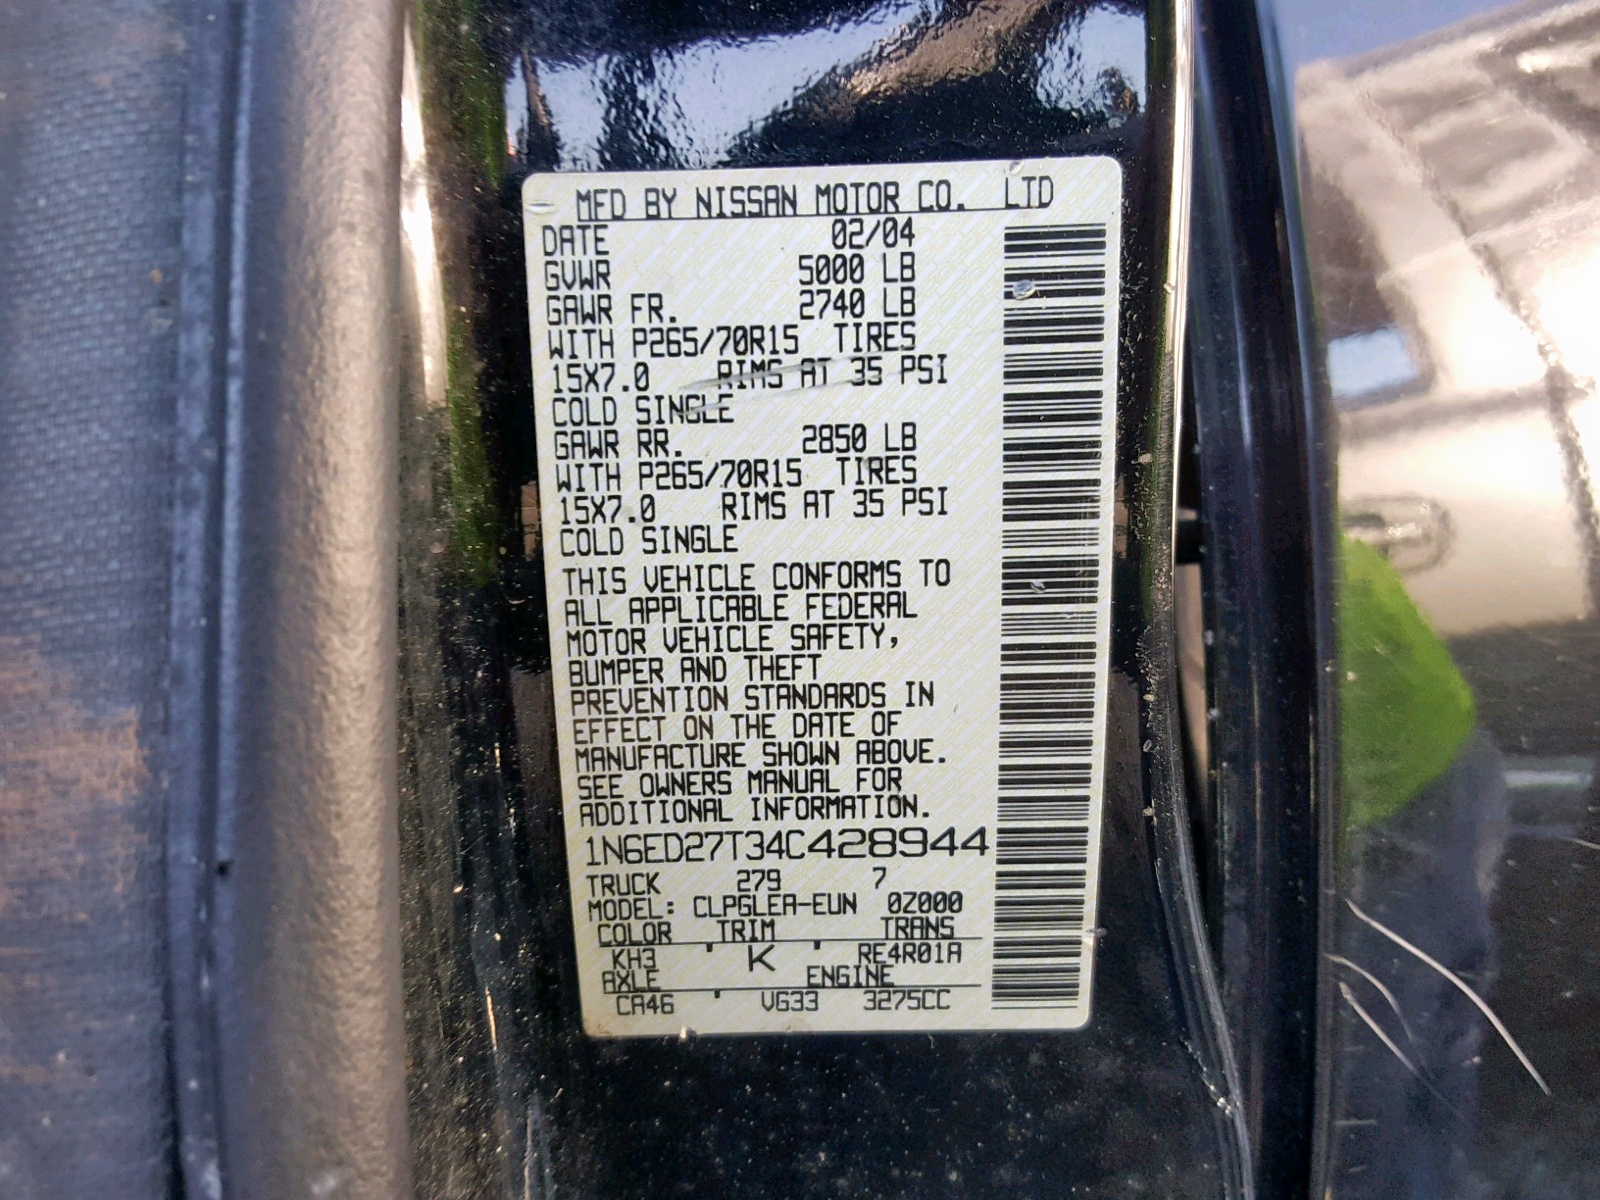 MFD BY NISSAN MOTOR CO. LTD
DATE 02/04
GVWR 5000 LB
GAWR FR. 2740 LB
WITH P265/70R15 TIRES
15X7.0 RIMS AT 35 PSI
COLD SINGLE
GAWR RR. 2850 LB
WITH P265/70R15 TIRES
15X7.0 RIMS AT 35 PSI
COLD SINGLE
THIS VEHICLE CONFORMS TO
ALL APPLICABLE FEDERAL
MOTOR VEHICLE SAFETY,
BUMPER AND THEFT
PREVENTION STANDARDS IN
EFFECT ON THE DATE OF
MANUFACTURE SHOWN ABOVE.
SEE OWNERS MANUAL FOR
ADDITIONAL INFORMATION.
1N6ED27T34C428944
TRUCK 279 7
MODEL: CLPGLEA-EUN 0Z000
COLOR TRIM TRANS
KH3 K RE4R01A
AXLE ENGINE
CA46 VG33 3275CC